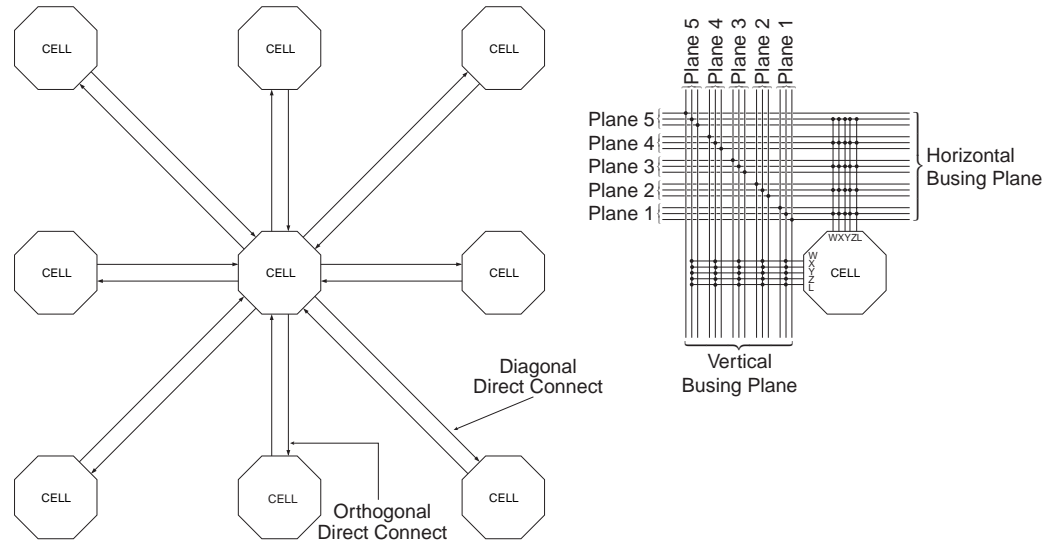 CELL
CELL
CELL
CELL
CELL
CELL
CELL
CELL
CELL
Diagonal
Direct Connect
Orthogonal
Direct Connect
Plane 5
Plane 4
Plane 3
Plane 2
Plane 1
Plane 5
Plane 4
Plane 3
Plane 2
Plane 1
Horizontal
Busing Plane
WXYZL
W
X
Y
Z
L
CELL
Vertical
Busing Plane